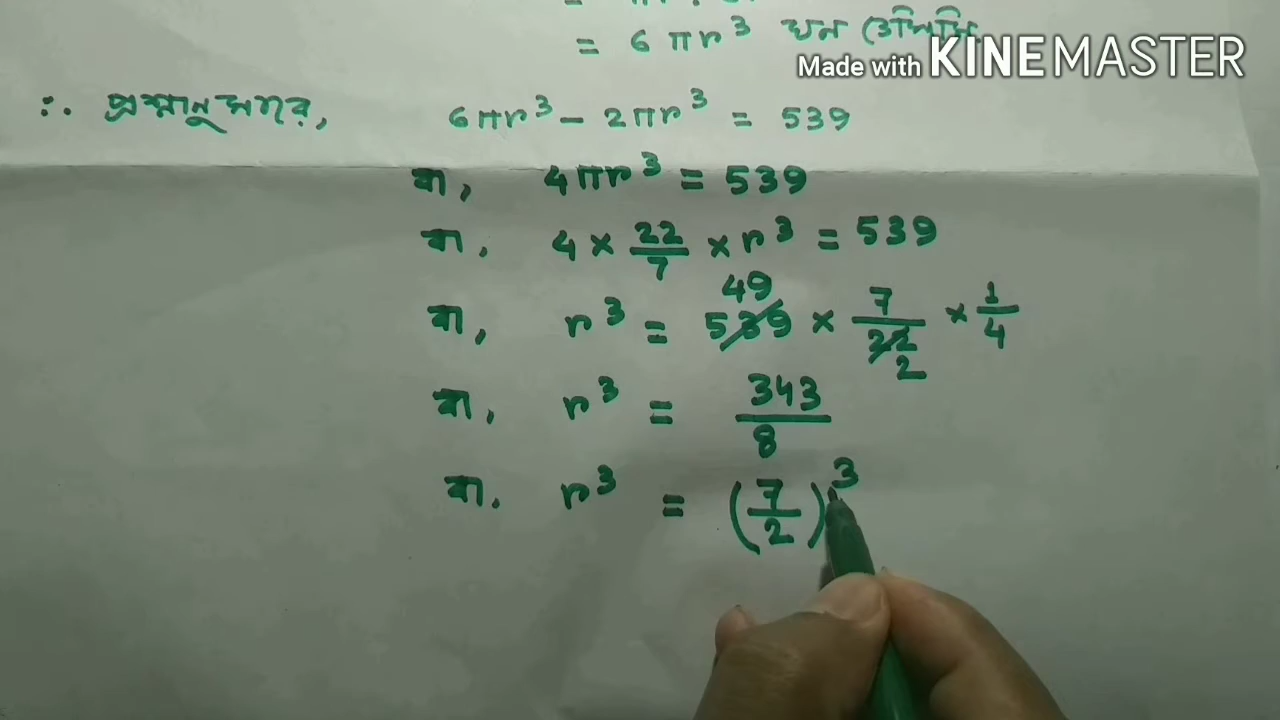 = 6πr³ ঘন ডেসিমি
Made with KINEMASTER
∴ প্রশ্নানুসারে, 6πr³ − 2πr³ = 539
বা, 4πr³ = 539
বা, 4 × 22/7 × r³ = 539
49
বা, r³ = 539 × 7/22 × 1/4
2
বা, r³ = 343/8
বা, r³ = (7/2)³